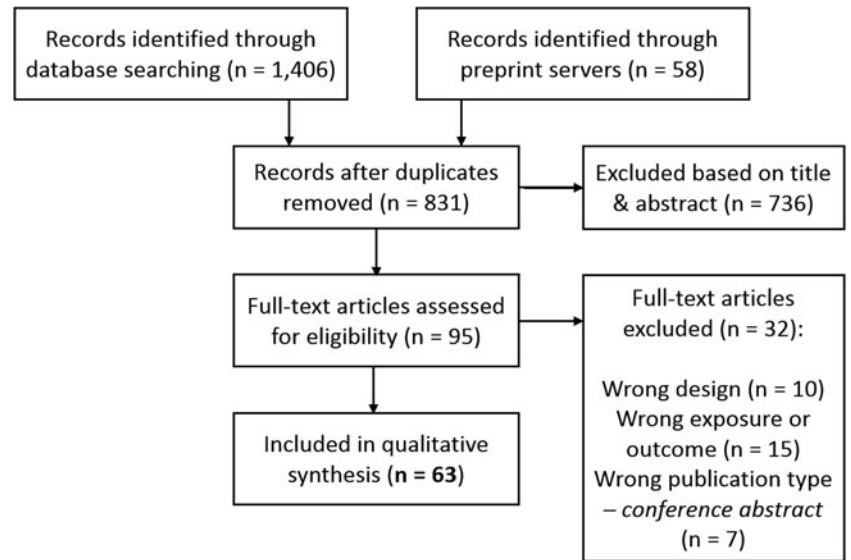 Records identified through
database searching (n = 1,406)
Records identified through
preprint servers (n = 58)
Records after duplicates
removed (n = 831)
Excluded based on title
& abstract (n = 736)
Full-text articles assessed
for eligibility (n = 95)
Full-text articles
excluded (n = 32):
Wrong design (n = 10)
Wrong exposure or
outcome (n = 15)
Wrong publication type
– conference abstract
(n = 7)
Included in qualitative
synthesis (n = 63)